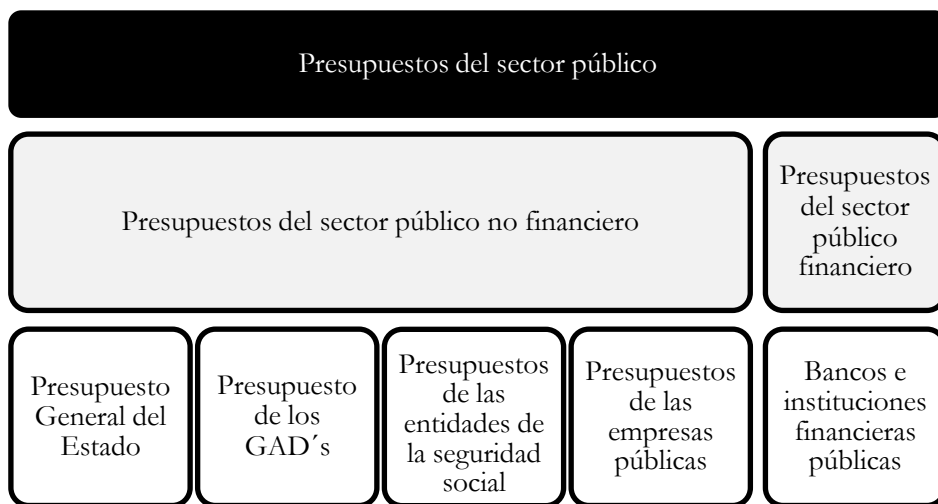 Presupuestos del sector público
Presupuestos del sector público no financiero
Presupuestos
del sector
público
financiero
Presupuesto
General del
Estado
Presupuesto
de los
GAD´s
Presupuestos
de las
entidades de
la seguridad
social
Presupuestos
de las
empresas
públicas
Bancos e
instituciones
financieras
públicas